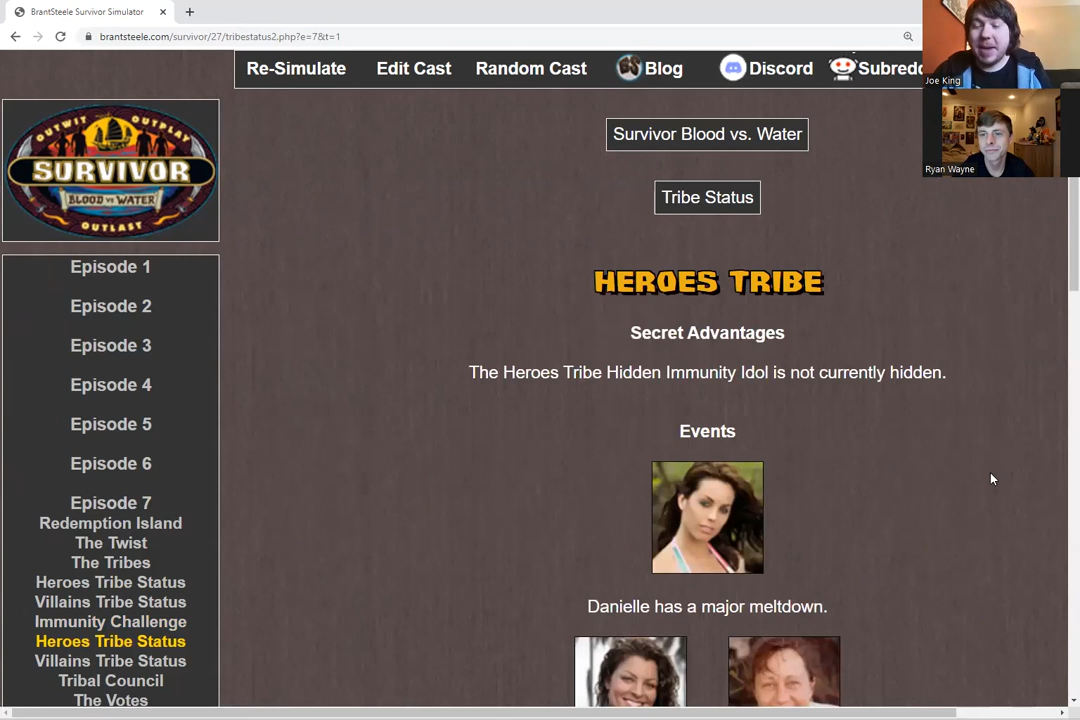 BrantSteele Survivor Simulator
brantsteele.com/survivor/27/tribestatus2.php?e=7&t=1
Re-Simulate Edit Cast Random Cast Blog Discord Subredd
Joe King
Ryan Wayne
OUTWIT OUTPLAY
SURVIVOR
BLOOD vs. WATER
OUTLAST
Episode 1
Episode 2
Episode 3
Episode 4
Episode 5
Episode 6
Episode 7
Redemption Island
The Twist
The Tribes
Heroes Tribe Status
Villains Tribe Status
Immunity Challenge
Heroes Tribe Status
Villains Tribe Status
Tribal Council
The Votes
Survivor Blood vs. Water
Tribe Status
HEROES TRIBE
Secret Advantages
The Heroes Tribe Hidden Immunity Idol is not currently hidden.
Events
Danielle has a major meltdown.